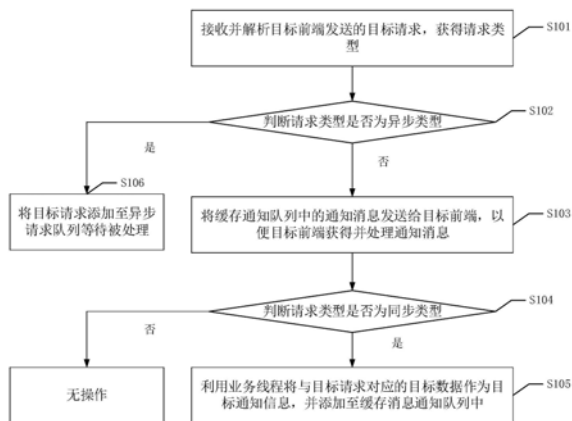 接收并解析目标前端发送的目标请求，获得请求类
型
S101
判断请求类型是否为异步类型
S102
是
否
S106
将目标请求添加至异步
请求队列等待被处理
将缓存通知队列中的通知消息发送给目标前端，以
便目标前端获得并处理通知消息
S103
判断请求类型是否为同步类型
S104
否
是
无操作
利用业务线程将与目标请求对应的目标数据作为目
标通知信息，并添加至缓存消息通知队列中
S105